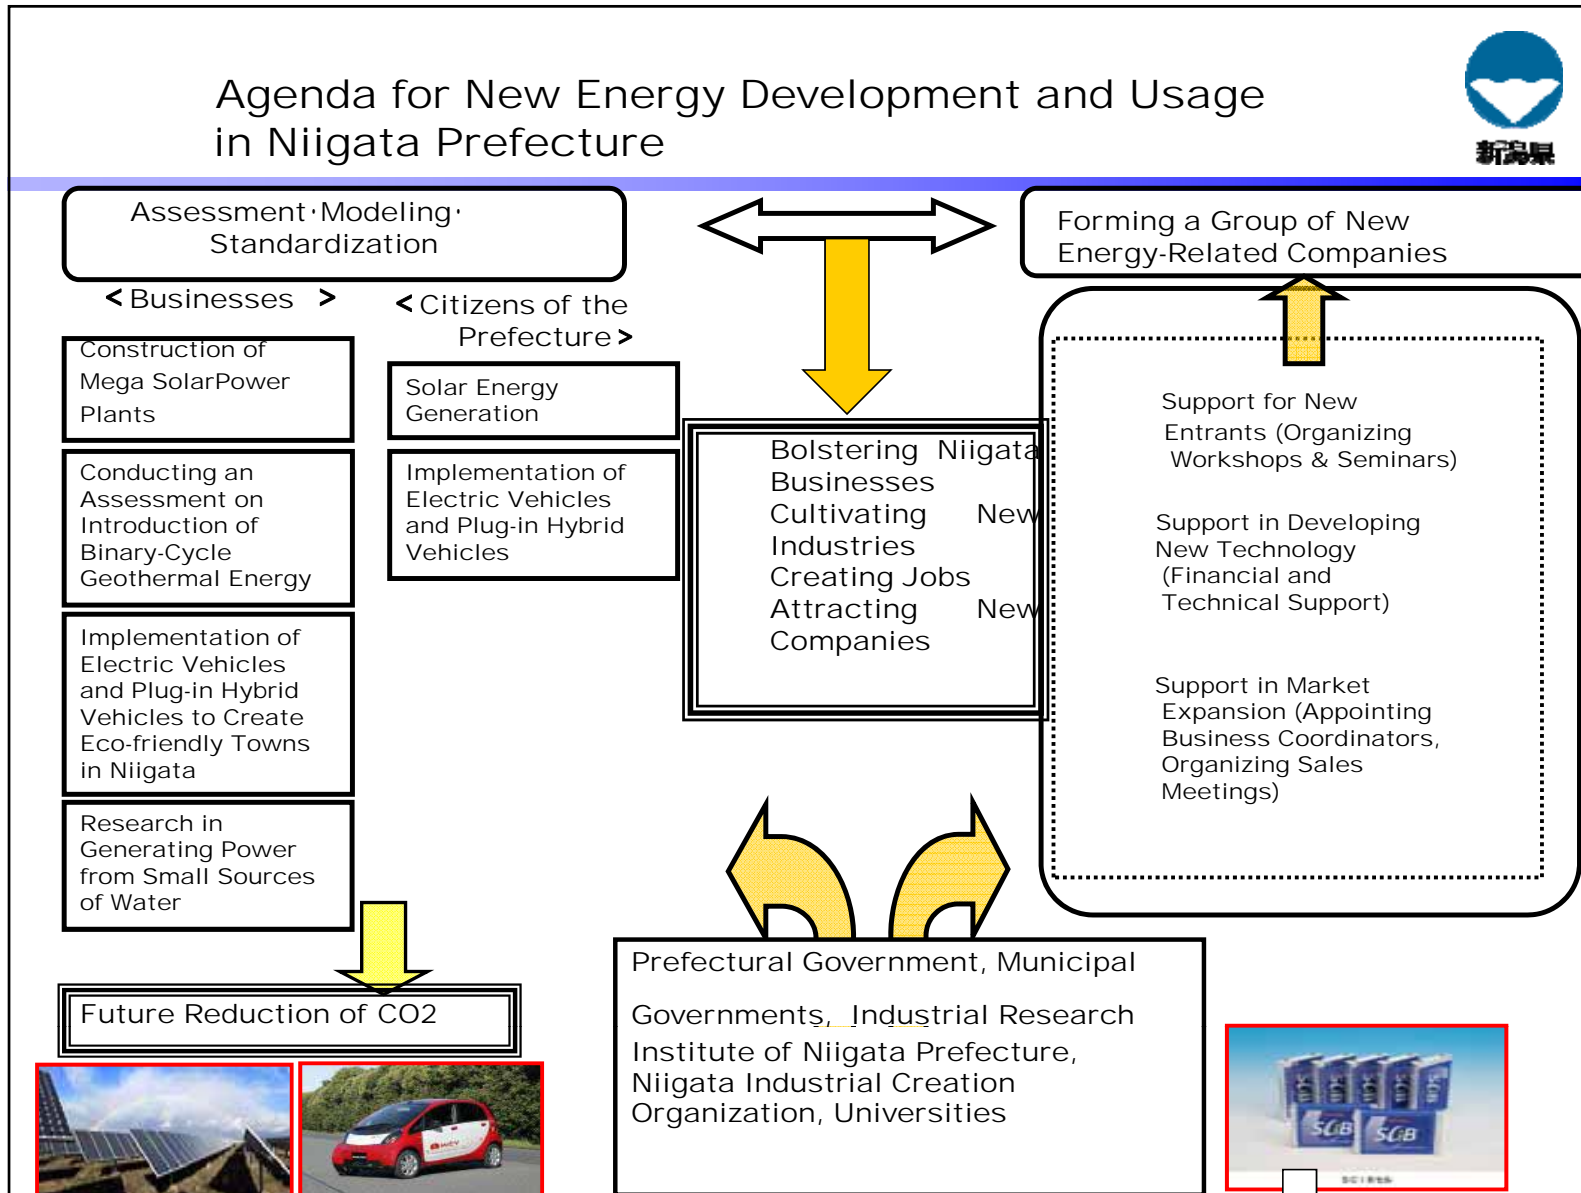 Agenda for New Energy Development and Usage
in Niigata Prefecture
新潟県
Assessment・Modeling・
Standardization
Forming a Group of New
Energy-Related Companies
< Businesses >
< Citizens of the
Prefecture >
Construction of
Mega SolarPower
Plants
Conducting an
Assessment on
Introduction of
Binary-Cycle
Geothermal Energy
Implementation of
Electric Vehicles
and Plug-in Hybrid
Vehicles to Create
Eco-friendly Towns
in Niigata
Research in
Generating Power
from Small Sources
of Water
Solar Energy
Generation
Implementation of
Electric Vehicles
and Plug-in Hybrid
Vehicles
Bolstering Niigata
Businesses
Cultivating New
Industries
Creating Jobs
Attracting New
Companies
Support for New
Entrants (Organizing
Workshops & Seminars)
Support in Developing
New Technology
(Financial and
Technical Support)
Support in Market
Expansion (Appointing
Business Coordinators,
Organizing Sales
Meetings)
Future Reduction of CO2
Prefectural Government, Municipal
Governments, Industrial Research
Institute of Niigata Prefecture,
Niigata Industrial Creation
Organization, Universities
SCiB
SCiB